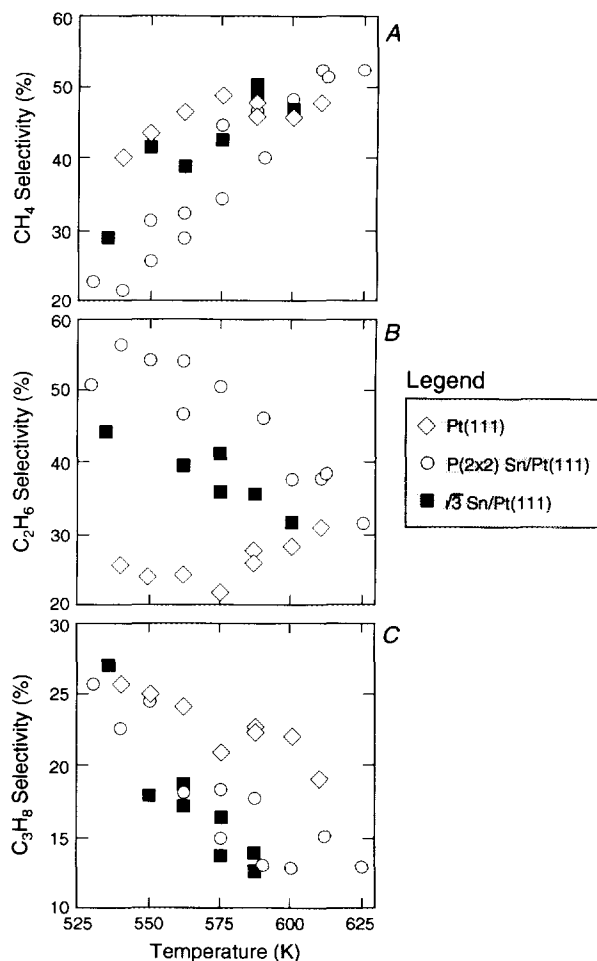 A
60
50
40
30
20
CH₄ Selectivity (%)
B
60
50
40
30
20
C₂H₆ Selectivity (%)
C
30
25
20
15
10
C₃H₈ Selectivity (%)
525 550 575 600 625
Temperature (K)
Legend
Pt(111)
P(2x2) Sn/Pt(111)
√3 Sn/Pt(111)